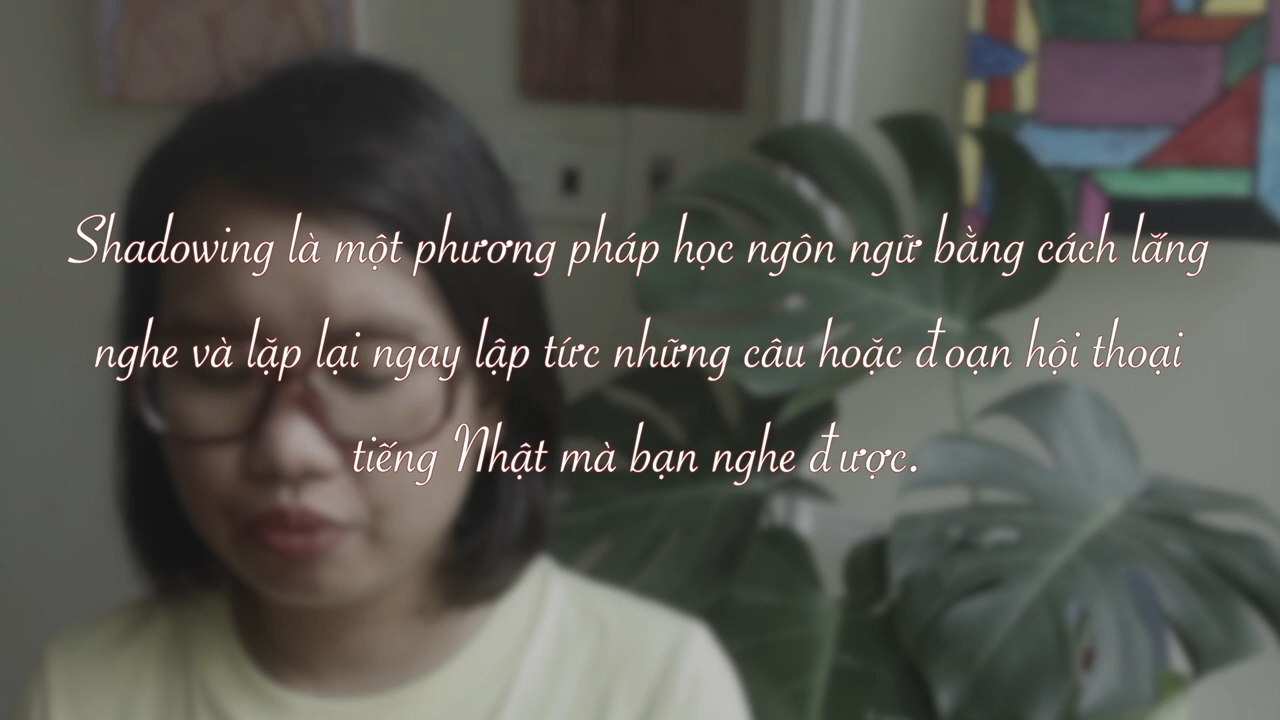 Shadowing là một phương pháp học ngôn ngữ bằng cách lắng
nghe và lặp lại ngay lập tức những câu hoặc đoạn hội thoại
tiếng Nhật mà bạn nghe được.